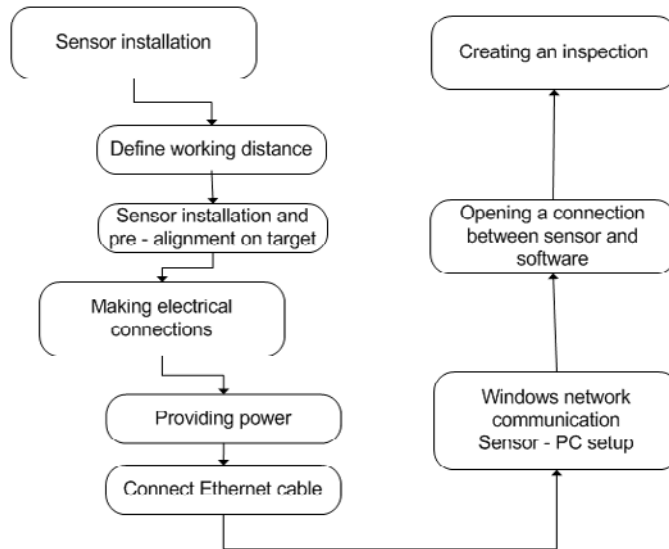 Sensor installation
Define working distance
Sensor installation and
pre - alignment on target
Making electrical
connections
Providing power
Connect Ethernet cable
Windows network
communication
Sensor - PC setup
Opening a connection
between sensor and
software
Creating an inspection